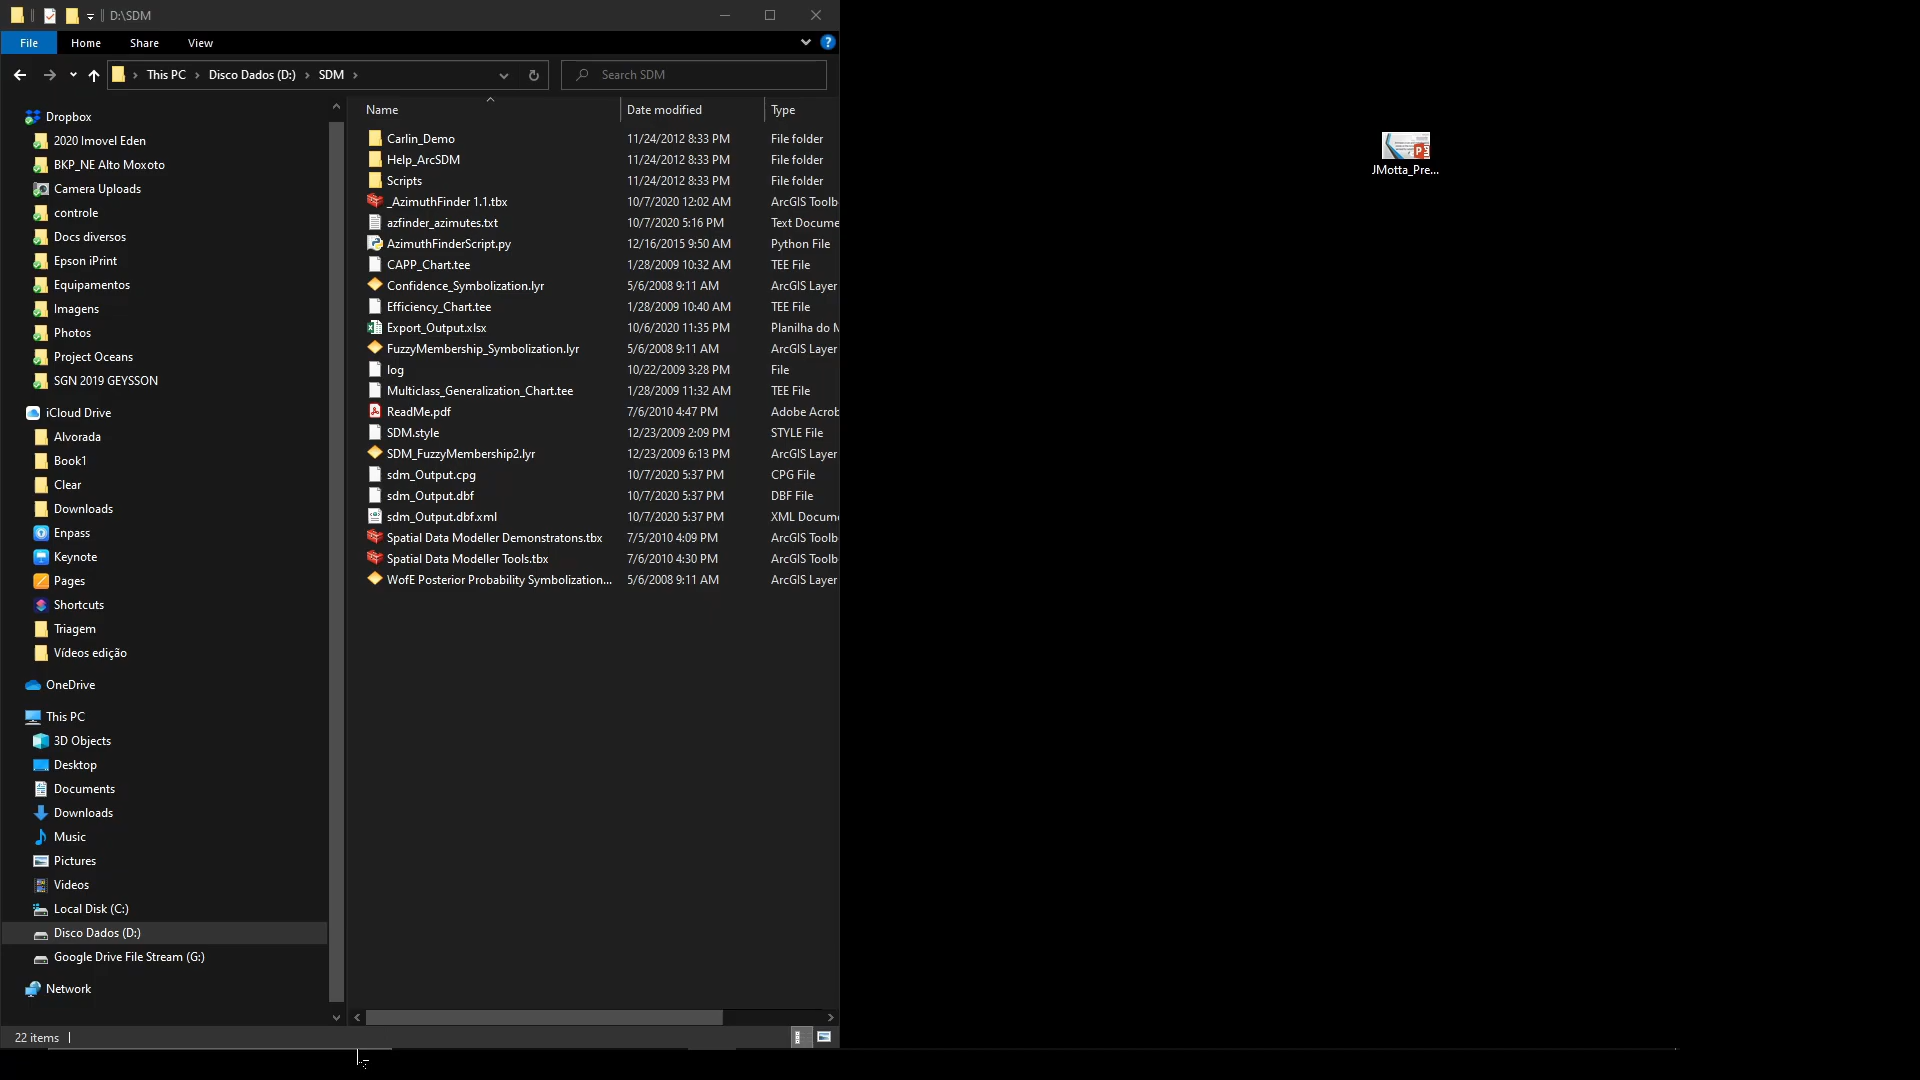 D:\SDM
File Home Share View
This PC Disco Dados (D:) SDM Search SDM
Dropbox
2020 Imovel Eden
BKP_NE Alto Moxoto
Camera Uploads
controle
Docs diversos
Epson iPrint
Equipamentos
Imagens
Photos
Project Oceans
SGN 2019 GEYSSON
iCloud Drive
Alvorada
Book1
Clear
Downloads
Enpass
Keynote
Pages
Shortcuts
Triagem
Vídeos edição
OneDrive
This PC
3D Objects
Desktop
Documents
Downloads
Music
Pictures
Videos
Local Disk (C:)
Disco Dados (D:)
Google Drive File Stream (G:)
Network
Name Date modified Type
Carlin_Demo 11/24/2012 8:33 PM File folder
Help_ArcSDM 11/24/2012 8:33 PM File folder
Scripts 11/24/2012 8:33 PM File folder
_AzimuthFinder 1.1.tbx 10/7/2020 12:02 AM ArcGIS Toolb
azfinder_azimutes.txt 10/7/2020 5:16 PM Text Docume
AzimuthFinderScript.py 12/16/2015 9:50 AM Python File
CAPP_Chart.tee 1/28/2009 10:32 AM TEE File
Confidence_Symbolization.lyr 5/6/2008 9:11 AM ArcGIS Layer
Efficiency_Chart.tee 1/28/2009 10:40 AM TEE File
Export_Output.xlsx 10/6/2020 11:35 PM Planilha do M
FuzzyMembership_Symbolization.lyr 5/6/2008 9:11 AM ArcGIS Layer
log 10/22/2009 3:28 PM File
Multiclass_Generalization_Chart.tee 1/28/2009 11:32 AM TEE File
ReadMe.pdf 7/6/2010 4:47 PM Adobe Acrob
SDM.style 12/23/2009 2:09 PM STYLE File
SDM_FuzzyMembership2.lyr 12/23/2009 6:13 PM ArcGIS Layer
sdm_Output.cpg 10/7/2020 5:37 PM CPG File
sdm_Output.dbf 10/7/2020 5:37 PM DBF File
sdm_Output.dbf.xml 10/7/2020 5:37 PM XML Docume
Spatial Data Modeller Demonstratons.tbx 7/5/2010 4:09 PM ArcGIS Toolb
Spatial Data Modeller Tools.tbx 7/6/2010 4:30 PM ArcGIS Toolb
WofE Posterior Probability Symbolization... 5/6/2008 9:11 AM ArcGIS Layer
22 items
JMotta_Pre...